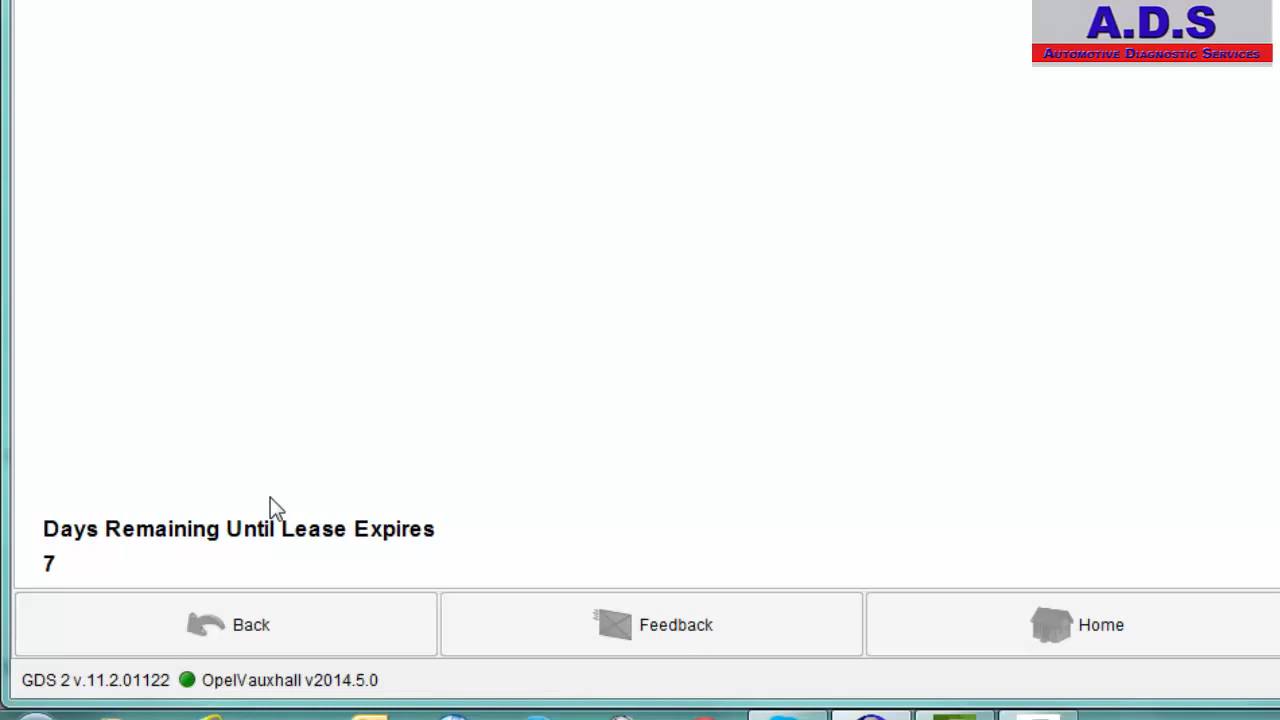 A.D.S
AUTOMOTIVE DIAGNOSTIC SERVICES
Days Remaining Until Lease Expires
7
Back
Feedback
Home
GDS 2 v.11.2.01122 OpelVauxhall v2014.5.0